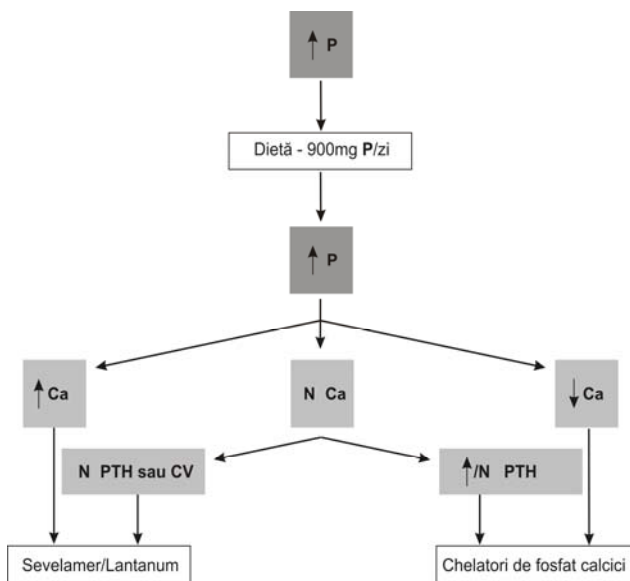 ↑ P
Dietă - 900mg P/zi
↑ P
↑ Ca
N Ca
↓ Ca
N PTH sau CV
↑/N PTH
Sevelamer/Lantanum
Chelatori de fosfat calcici